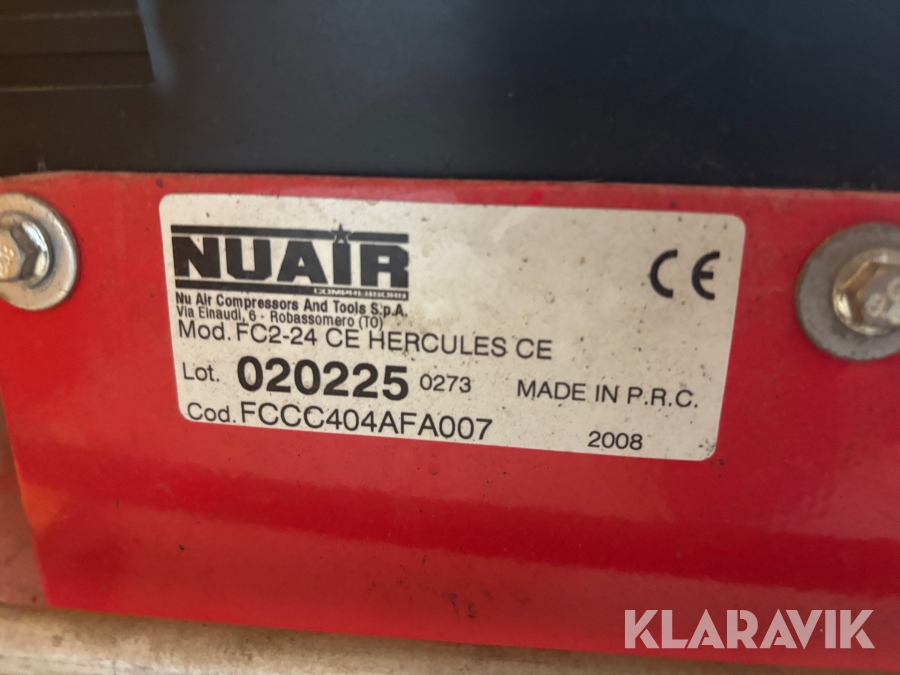 NUAIR
COMPRESSORS
CE
Nu Air Compressors And Tools S.p.A.
Via Einaudi, 6 - Robassomero (TO)
Mod. FC2-24 CE HERCULES CE
Lot. 020225 0273 MADE IN P.R.C.
Cod. FCCC404AFA007 2008
KLARAVIK